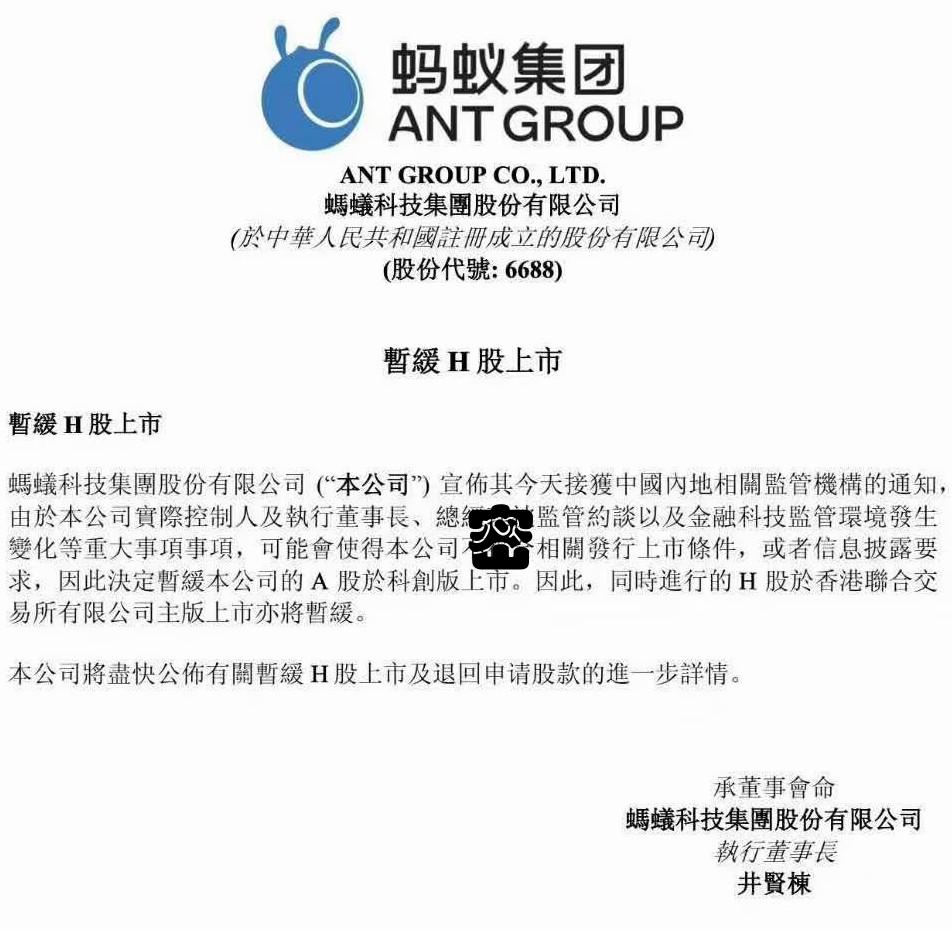 蚂蚁集团
ANT GROUP
ANT GROUP CO., LTD.
螞蟻科技集團股份有限公司
(於中華人民共和國註冊成立的股份有限公司)
(股份代號: 6688)
暫緩 H 股上市
暫緩 H 股上市
螞蟻科技集團股份有限公司 (“本公司”) 宣佈其今天接獲中國內地相關監管機構的通知,
由於本公司實際控制人及執行董事長、總 監管約談以及金融科技監管環境發生
變化等重大事項事項，可能會使得本公司 相關發行上市條件，或者信息披露要
求，因此決定暫緩本公司的 A 股於科創版上市。因此，同時進行的 H 股於香港聯合交
易所有限公司主版上市亦將暫緩。
本公司將盡快公佈有關暫緩 H 股上市及退回申请股款的進一步詳情。
承董事會命
螞蟻科技集團股份有限公司
執行董事長
井賢棟